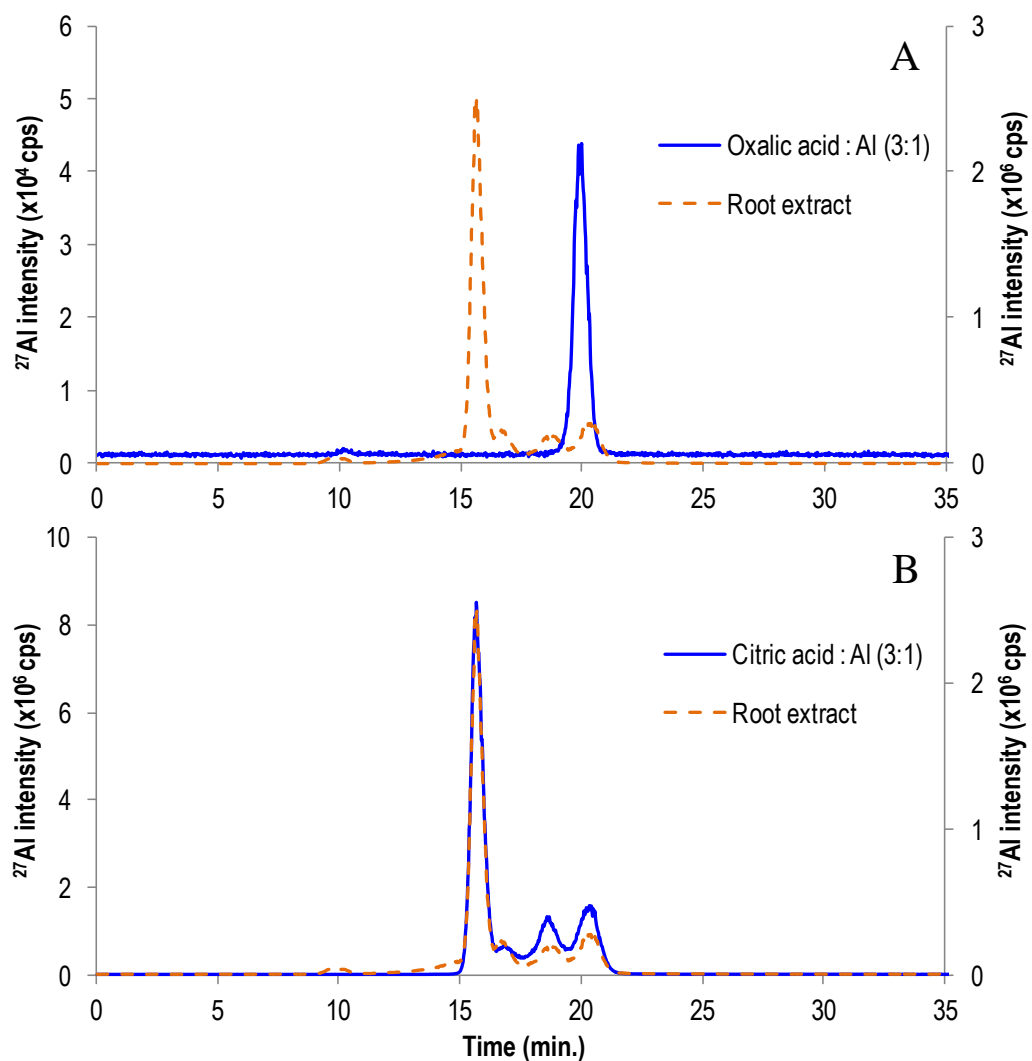 A
6
5
4
3
2
1
0
²⁷Al intensity (x10⁴ cps)
3
2
1
0
²⁷Al intensity (x10⁶ cps)
Oxalic acid : Al (3:1)
Root extract
0 5 10 15 20 25 30 35
B
10
8
6
4
2
0
²⁷Al intensity (x10⁶ cps)
3
2
1
0
²⁷Al intensity (x10⁶ cps)
Citric acid : Al (3:1)
Root extract
0 5 10 15 20 25 30 35
Time (min.)